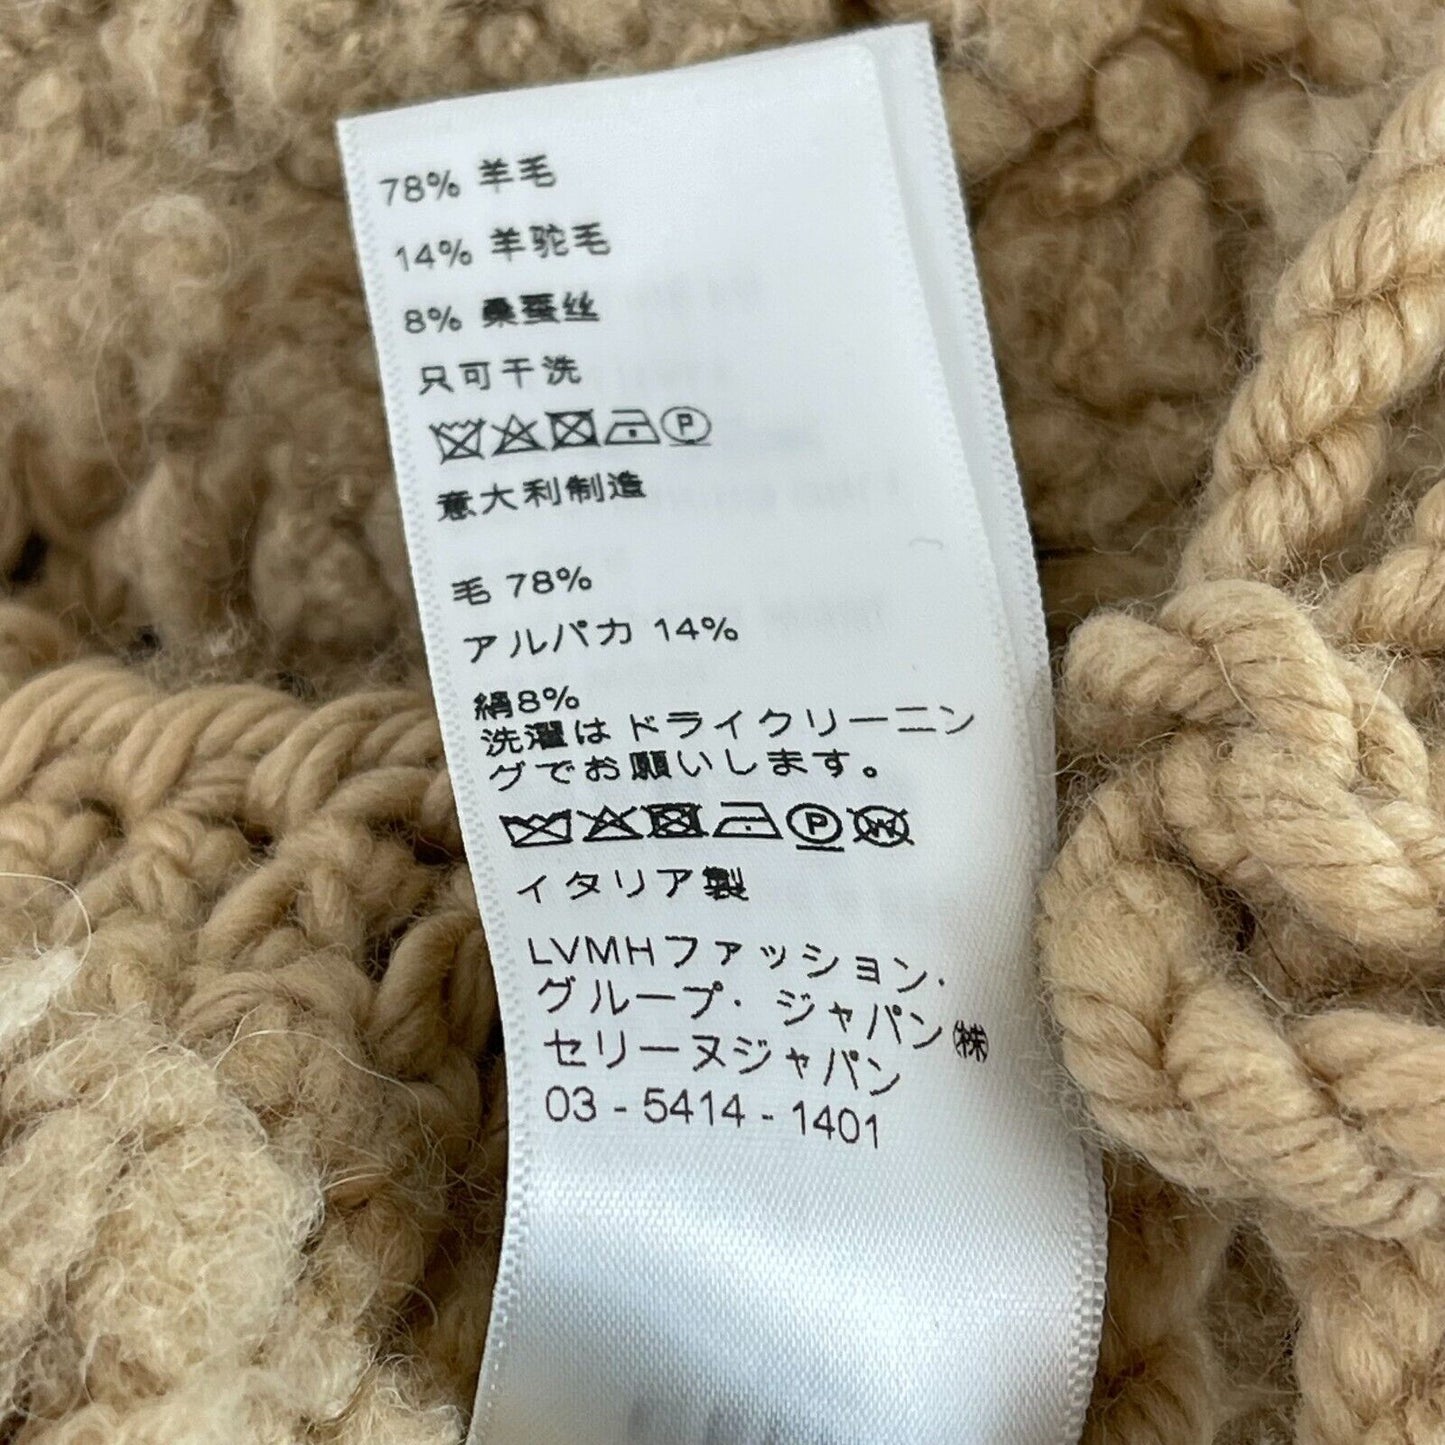 78% 羊毛
14% 羊驼毛
8% 桑蚕丝
只可干洗
P
意大利制造
毛 78%
アルパカ 14%
絹8%
洗濯はドライクリーニン
グでお願いします。
P W
イタリア製
LVMHファッション·
グループ· ジャパン㈱
セリーヌジャパン
03 - 5414 - 1401